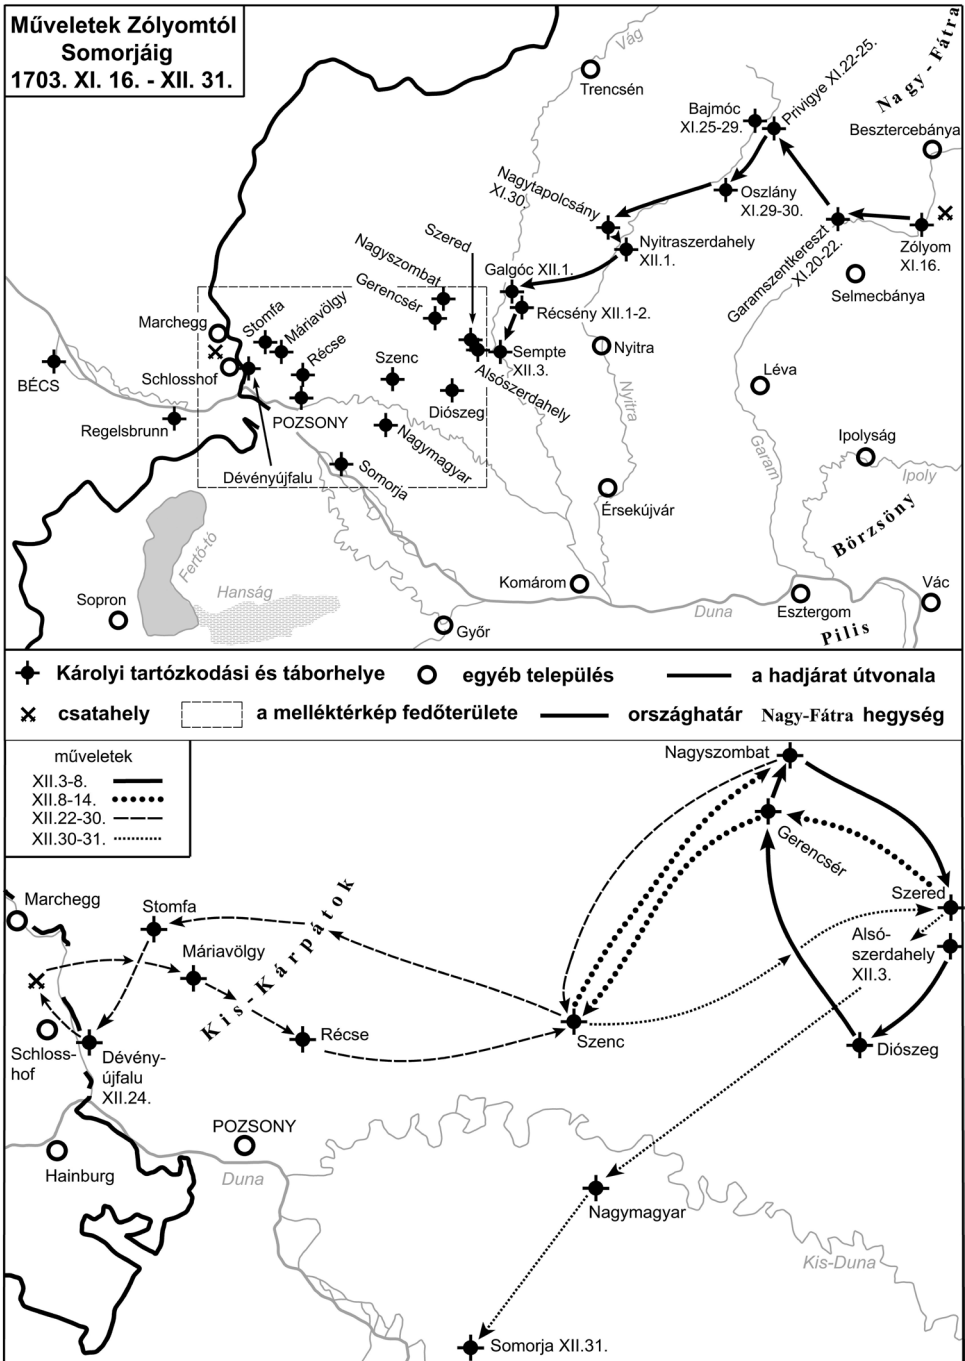 Műveletek Zólyomtól
Somorjáig
1703. XI. 16. - XII. 31.
Vág
Trencsén
Nagy-Fátra
Bajmóc
XI.25-29.
Privigye XI.22-25.
Besztercebánya
Nagytapolcsány
XI.30.
Oszlány
XI.29-30.
Szered
Nyitraszerdahely
XII.1.
Garamszentkereszt
XI.20-22.
Zólyom
XI.16.
Nagyszombat
Galgóc XII.1.
Selmecbánya
Gerencsér
Récsény XII.1-2.
Marchegg
Stomfa
Máriavölgy
Récse
Szenc
Sempte
XII.3.
Nyitra
BÉCS
Schlosshof
Alsószerdahely
Léva
Diószeg
Nyitra
Regelsbrunn
POZSONY
Nagymagyar
Garam
Ipolyság
Ipoly
Dévényújfalu
Somorja
Érsekújvár
Börzsöny
Fertő-tó
Hanság
Sopron
Komárom
Duna
Vác
Esztergom
Győr
Pilis
Károlyi tartózkodási és táborhelye
egyéb település
a hadjárat útvonala
csatahely
a melléktérkép fedőterülete
országhatár
Nagy-Fátra hegység
műveletek
XII.3-8.
XII.8-14.
XII.22-30.
XII.30-31.
Nagyszombat
Gerencsér
Szered
Marchegg
Stomfa
Kis-Kárpátok
Alsó-
szerdahely
XII.3.
Máriavölgy
Récse
Szenc
Diószeg
Schloss-
hof
Dévény-
újfalu
XII.24.
POZSONY
Hainburg
Duna
Nagymagyar
Kis-Duna
Somorja XII.31.